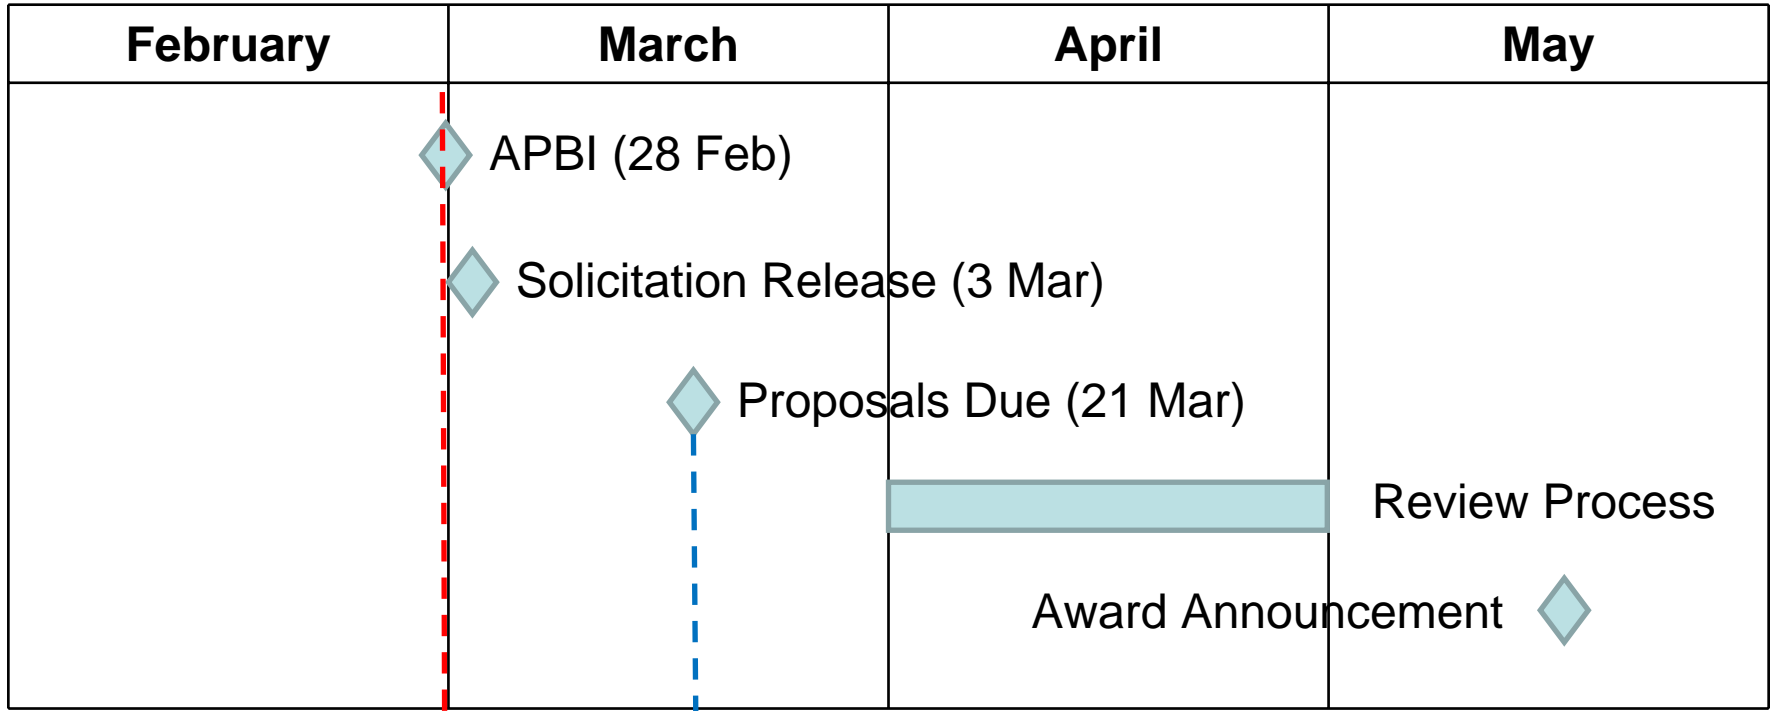 February March April May
APBI (28 Feb)
Solicitation Release (3 Mar)
Proposals Due (21 Mar)
Review Process
Award Announcement